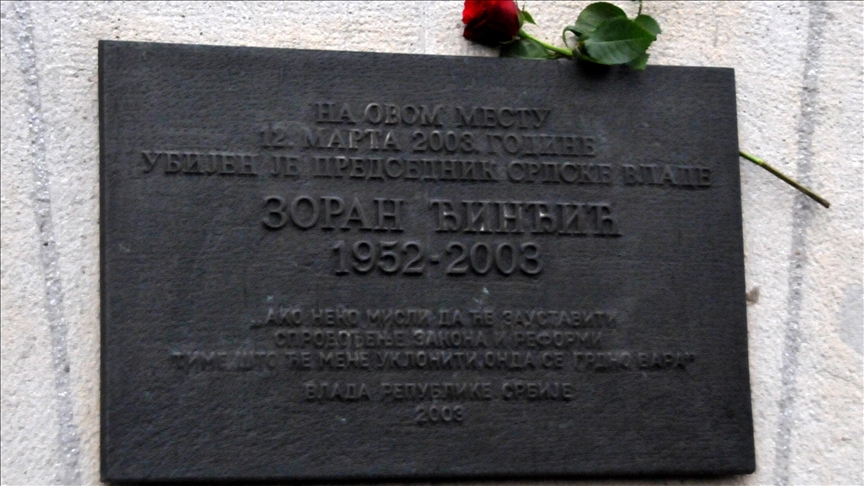 НА ОВОМ МЕСТУ
12. МАРТА 2003. ГОДИНЕ
УБИЈЕН ЈЕ ПРЕДСЕДНИК СРПСКЕ ВЛАДЕ
ЗОРАН ЂИНЂИЋ
1952-2003
„АКО НЕКО МИСЛИ ДА ЋЕ ЗАУСТАВИТИ
СПРОВОЂЕЊЕ ЗАКОНА И РЕФОРМИ
ТИМЕ ШТО ЋЕ МЕНЕ УКЛОНИТИ, ОНДА СЕ ГРДНО ВАРА"
ВЛАДА РЕПУБЛИКЕ СРБИЈЕ
2003